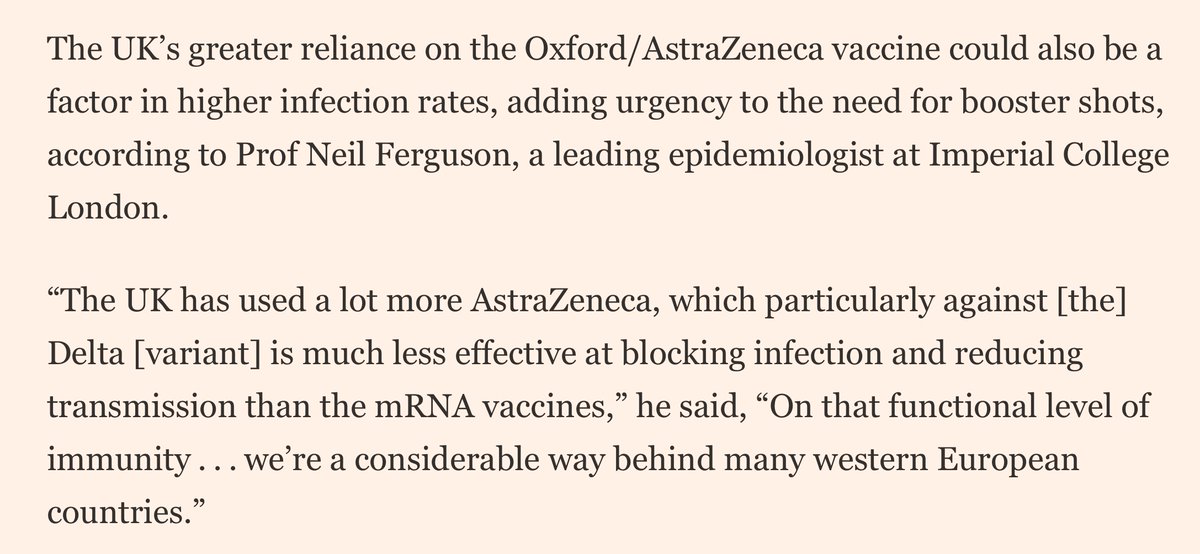 The UK’s greater reliance on the Oxford/AstraZeneca vaccine could also be a
factor in higher infection rates, adding urgency to the need for booster shots,
according to Prof Neil Ferguson, a leading epidemiologist at Imperial College
London.
“The UK has used a lot more AstraZeneca, which particularly against [the]
Delta [variant] is much less effective at blocking infection and reducing
transmission than the mRNA vaccines,” he said, “On that functional level of
immunity . . . we’re a considerable way behind many western European
countries.”